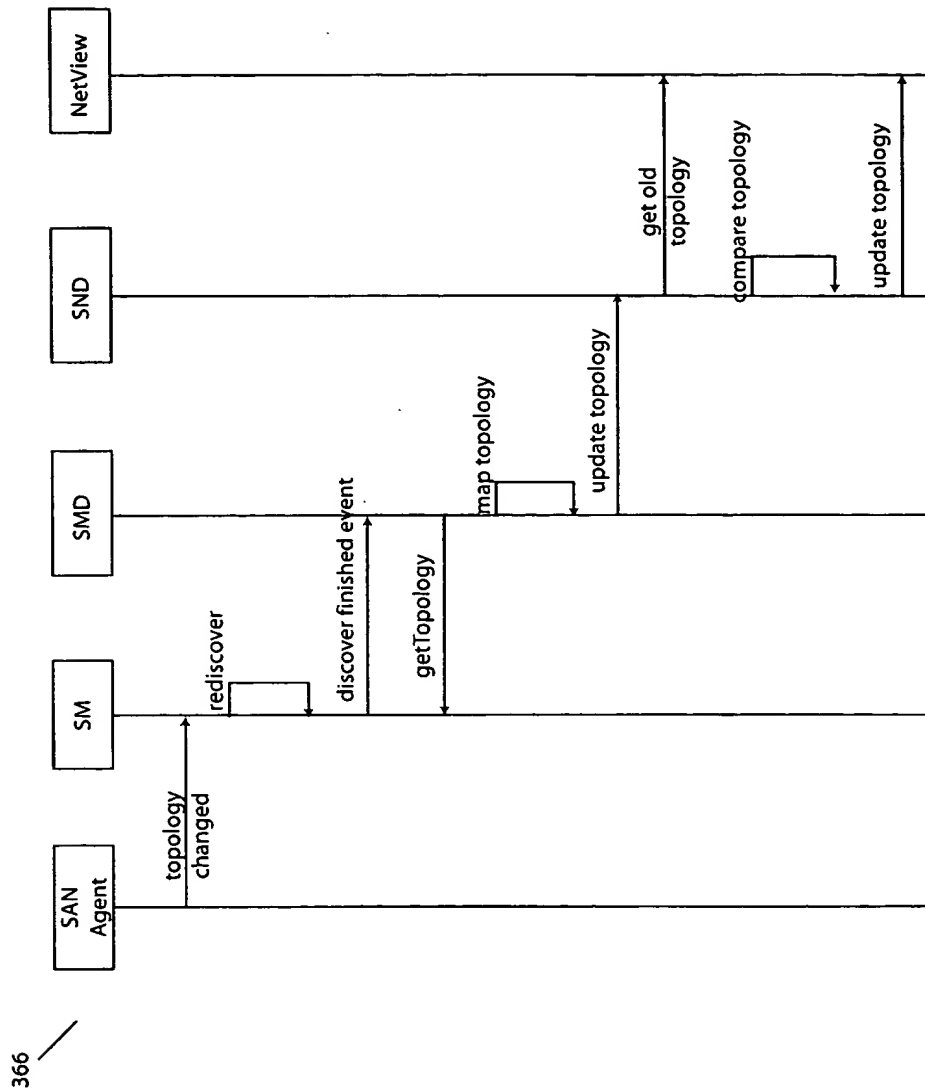 366
SAN
Agent
SM
SMD
SND
NetView
topology
changed
rediscover
discover finished event
getTopology
map topology
update topology
get old
topology
compare topology
update topology